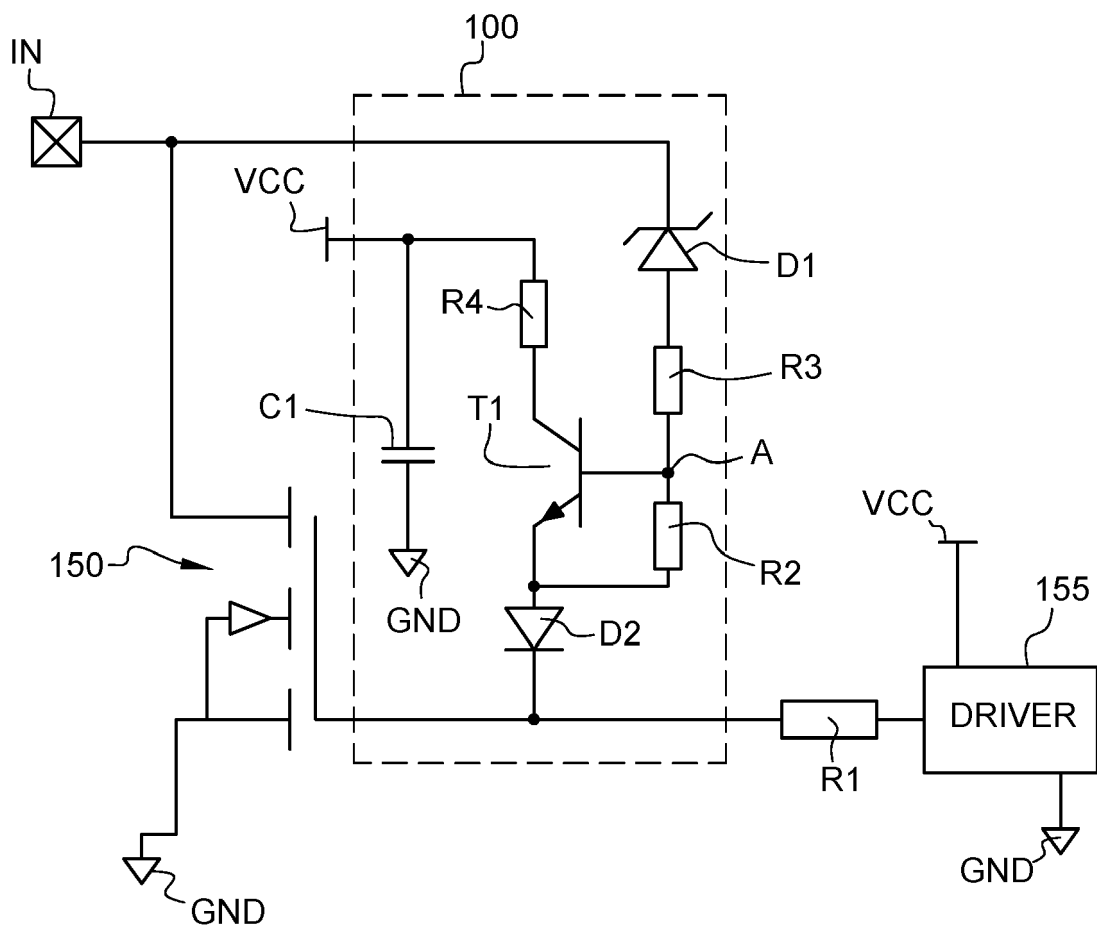 100
IN
VCC
D1
R4
R3
C1
T1
A
VCC
150
R2
155
GND
D2
DRIVER
R1
GND
GND